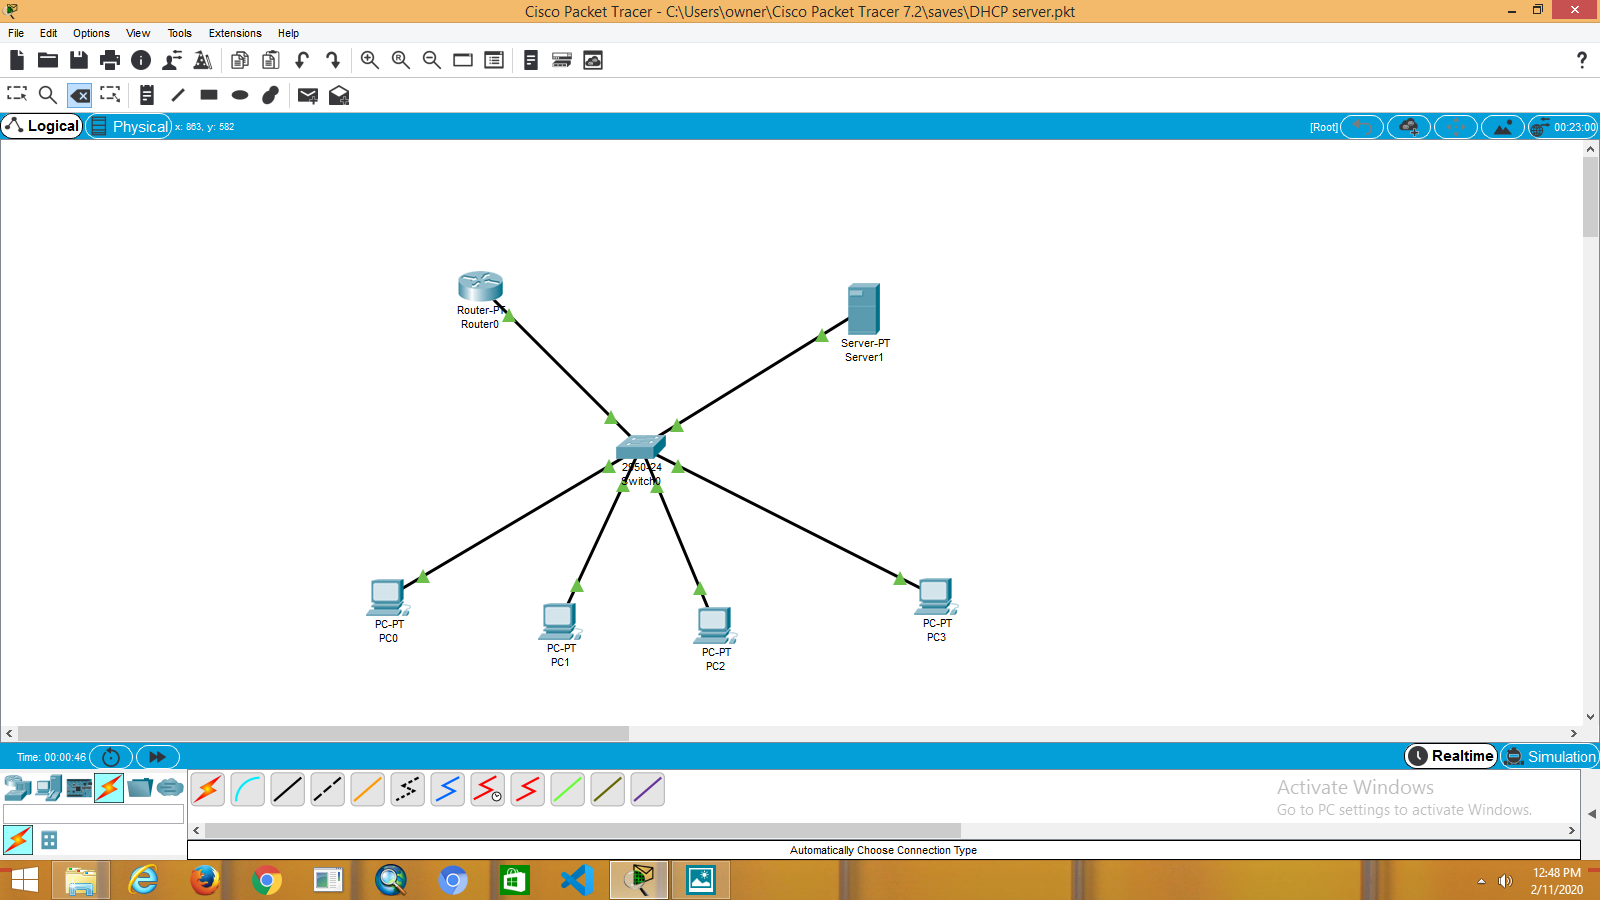 Cisco Packet Tracer - C:\Users\owner\Cisco Packet Tracer 7.2\saves\DHCP server.pkt
File Edit Options View Tools Extensions Help
?
Logical Physical x: 863, y: 582 [Root] 00:23:00
Router-PT
Router0
Server-PT
Server1
2950-24
Switch0
PC-PT
PC0
PC-PT
PC1
PC-PT
PC2
PC-PT
PC3
Time: 00:00:46 Realtime Simulation
Activate Windows
Go to PC settings to activate Windows.
Automatically Choose Connection Type
12:48 PM
2/11/2020